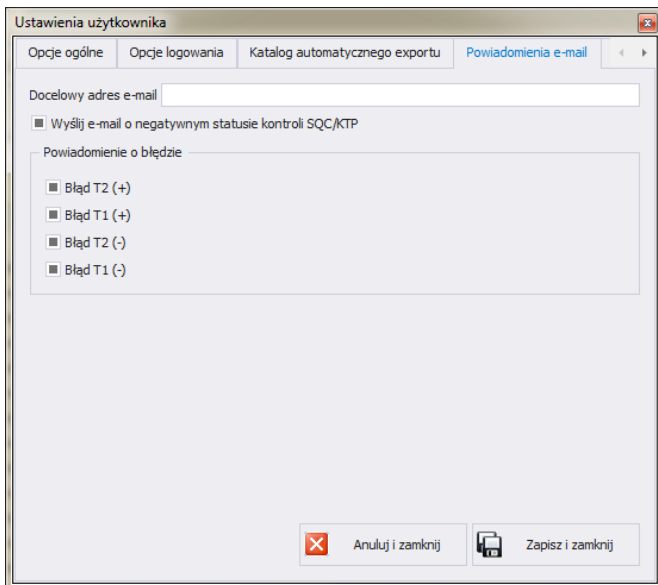 Ustawienia użytkownika
Opcje ogólne Opcje logowania Katalog automatycznego exportu Powiadomienia e-mail
Docelowy adres e-mail
Wyślij e-mail o negatywnym statusie kontroli SQC/KTP
Powiadomienie o błędzie
Błąd T2 (+)
Błąd T1 (+)
Błąd T2 (-)
Błąd T1 (-)
Anuluj i zamknij Zapisz i zamknij